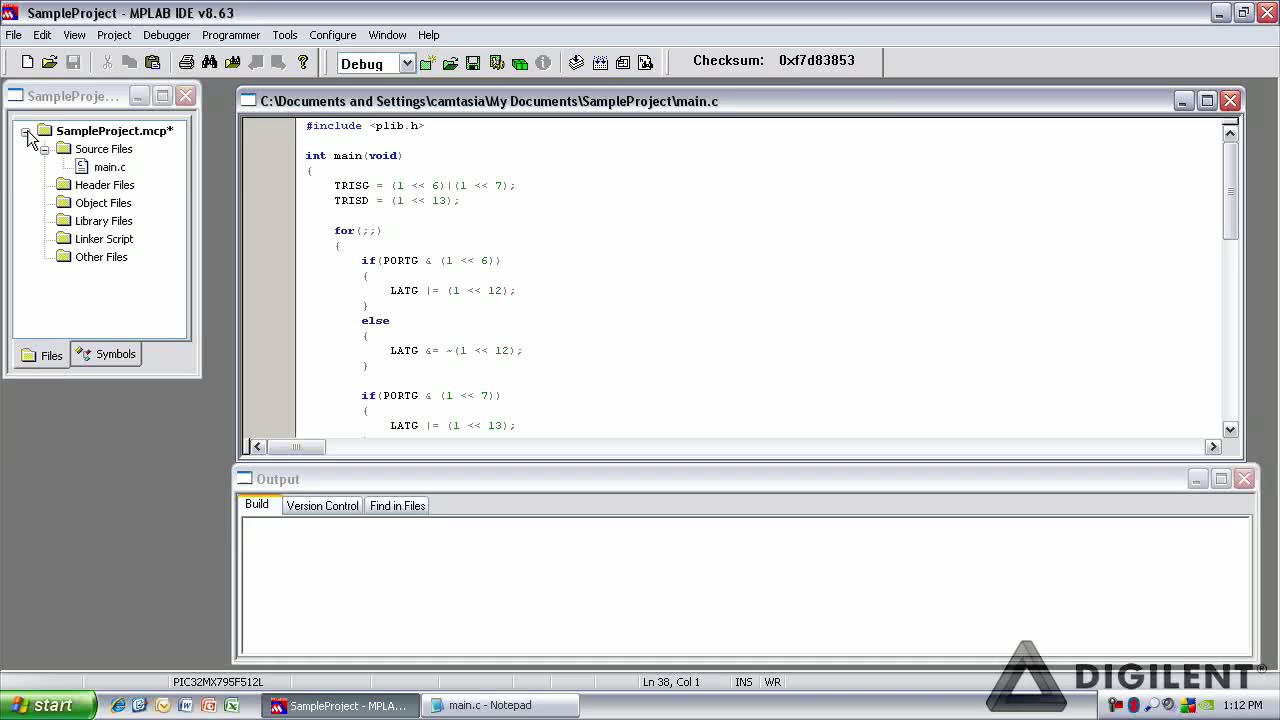 SampleProject - MPLAB IDE v8.63
File Edit View Project Debugger Programmer Tools Configure Window Help
Debug
Checksum: 0xf7d83853
SampleProje...
SampleProject.mcp*
Source Files
main.c
Header Files
Object Files
Library Files
Linker Script
Other Files
Files
Symbols
C:\Documents and Settings\camtasia\My Documents\SampleProject\main.c
#include <plib.h>
int main(void)
{
TRISG = (1 << 6)|(1 << 7);
TRISD = (1 << 13);
for(;;)
{
if(PORTG & (1 << 6))
{
LATG |= (1 << 12);
}
else
{
LATG &= ~(1 << 12);
}
if(PORTG & (1 << 7))
{
LATG |= (1 << 13);
Output
Build
Version Control
Find in Files
PIC32MX795F512L
Ln 38, Col 1
INS
WR
DIGILENT®
start
SampleProject - MPLA...
main.c - Notepad
1:12 PM